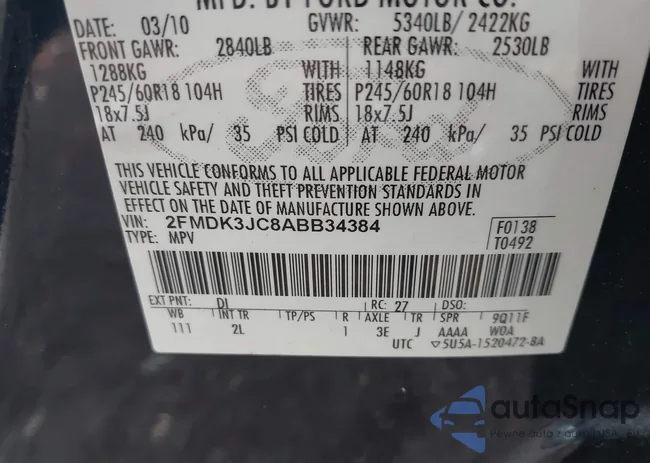 MFD. BY FORD MOTOR CO.
DATE: 03/10 GVWR: 5340LB/ 2422KG
FRONT GAWR: 2840LB REAR GAWR: 2530LB
1288KG WITH 1148KG WITH
P245/60R18 104H TIRES P245/60R18 104H TIRES
18x7.5J RIMS 18x7.5J RIMS
AT 240 kPa/ 35 PSI COLD AT 240 kPa/ 35 PSI COLD
THIS VEHICLE CONFORMS TO ALL APPLICABLE FEDERAL MOTOR
VEHICLE SAFETY AND THEFT PREVENTION STANDARDS IN
EFFECT ON THE DATE OF MANUFACTURE SHOWN ABOVE.
VIN: 2FMDK3JC8ABB34384 F0138
TYPE: MPV T0492
EXT PNT: DI RC: 27 DSO:
WB INT TR TP/PS R AXLE TR SPR 9Q11F
111 2L 1 3E J AAAA W0A
UTC ▽5U5A-1520472-BA
autoSnap